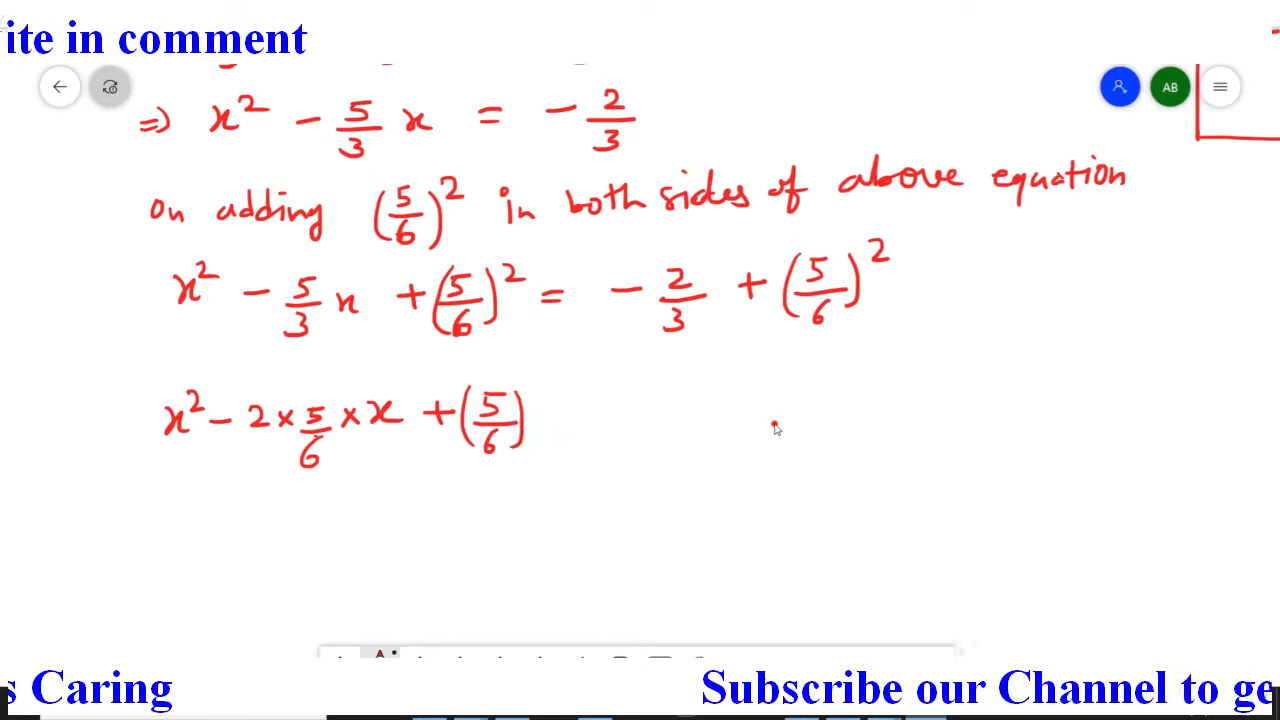 ite in comment
AB
=> x² - 5/3 x = - 2/3
on adding (5/6)² in both sides of above equation
x² - 5/3 x + (5/6)² = - 2/3 + (5/6)²
x² - 2 × 5/6 × x + (5/6)
s Caring
Subscribe our Channel to ge